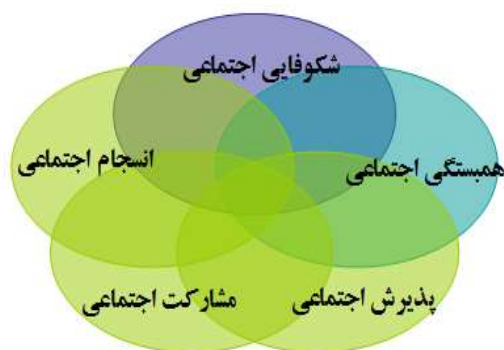 شکوفایی اجتماعی
همبستگی اجتماعی
انسجام اجتماعی
پذیرش اجتماعی
مشارکت اجتماعی